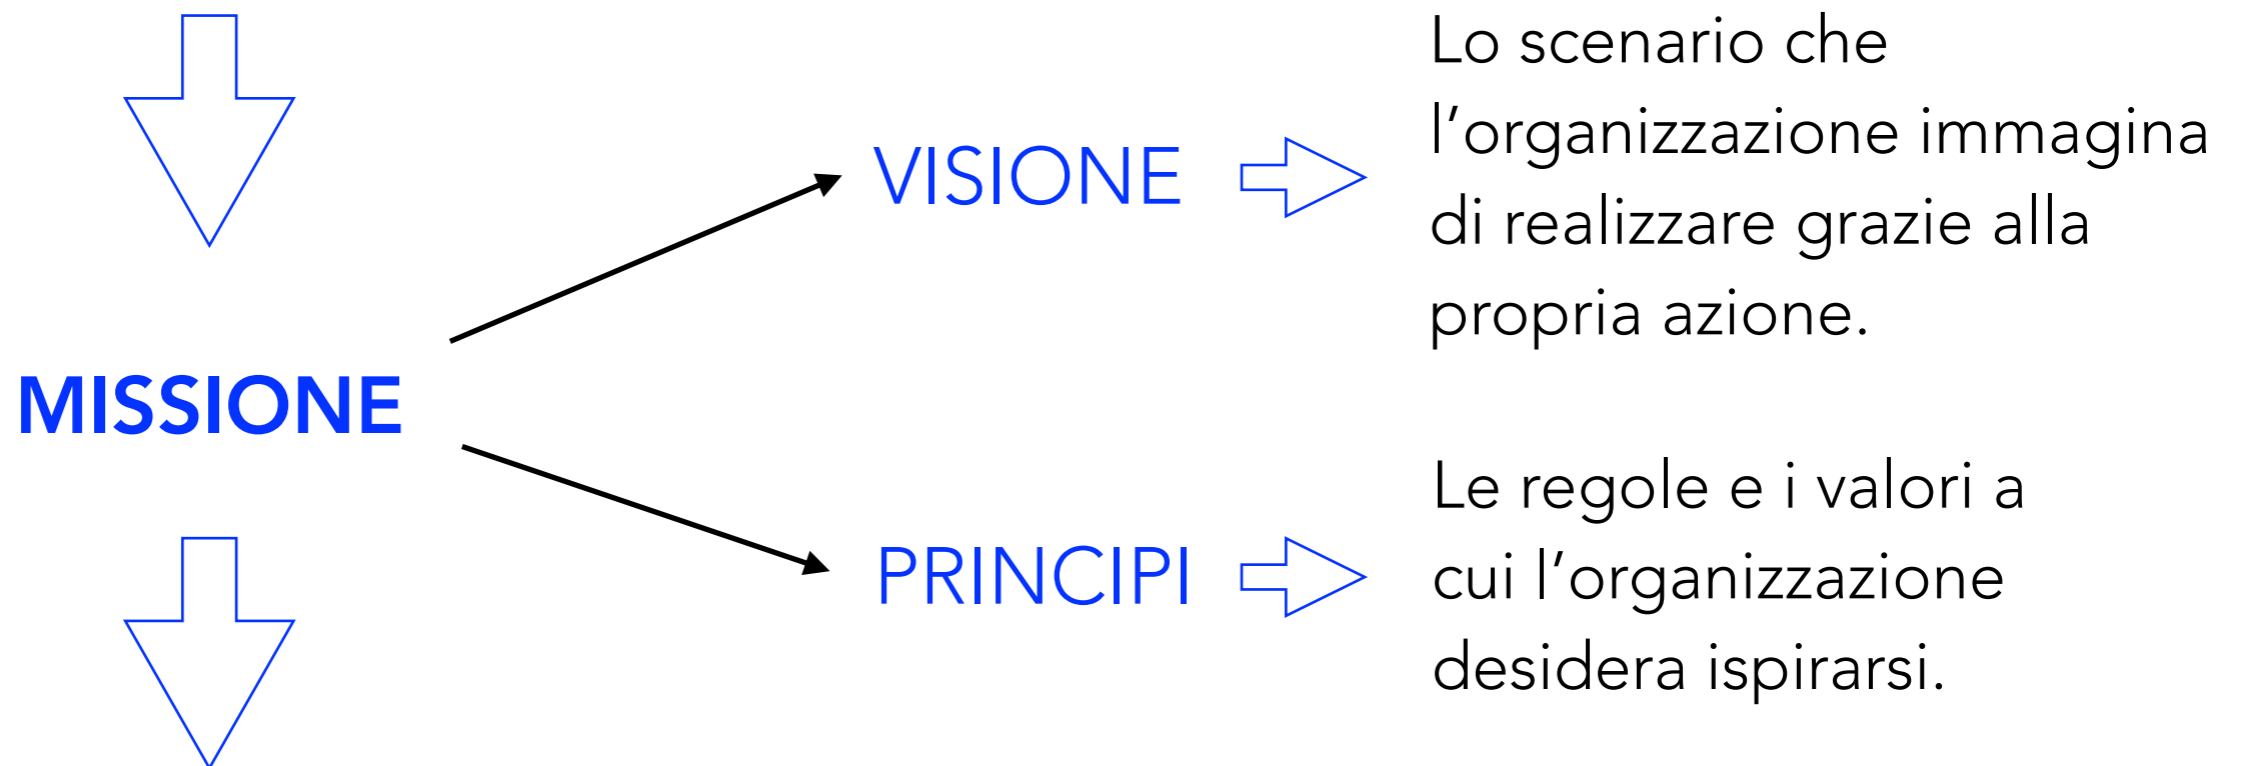 MISSIONE
VISIONE
Lo scenario che
l’organizzazione immagina
di realizzare grazie alla
propria azione.
PRINCIPI
Le regole e i valori a
cui l’organizzazione
desidera ispirarsi.